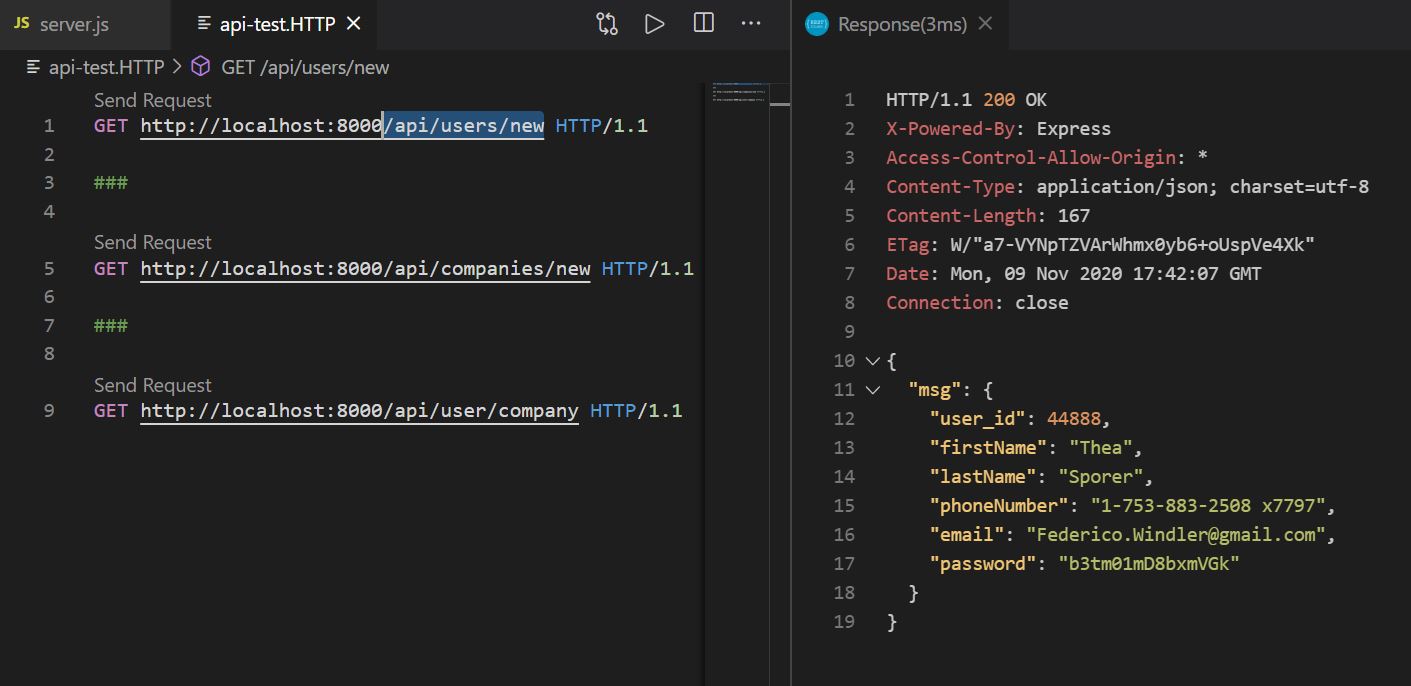 JS server.js
api-test.HTTP
Response(3ms)
api-test.HTTP > GET /api/users/new
Send Request
1 GET http://localhost:8000/api/users/new HTTP/1.1
2
3 ###
4
Send Request
5 GET http://localhost:8000/api/companies/new HTTP/1.1
6
7 ###
8
Send Request
9 GET http://localhost:8000/api/user/company HTTP/1.1
1 HTTP/1.1 200 OK
2 X-Powered-By: Express
3 Access-Control-Allow-Origin: *
4 Content-Type: application/json; charset=utf-8
5 Content-Length: 167
6 ETag: W/"a7-VYNpTZVArWhmx0yb6+oUspVe4Xk"
7 Date: Mon, 09 Nov 2020 17:42:07 GMT
8 Connection: close
9
10 {
11 "msg": {
12 "user_id": 44888,
13 "firstName": "Thea",
14 "lastName": "Sporer",
15 "phoneNumber": "1-753-883-2508 x7797",
16 "email": "Federico.Windler@gmail.com",
17 "password": "b3tm01mD8bxmVGk"
18 }
19 }